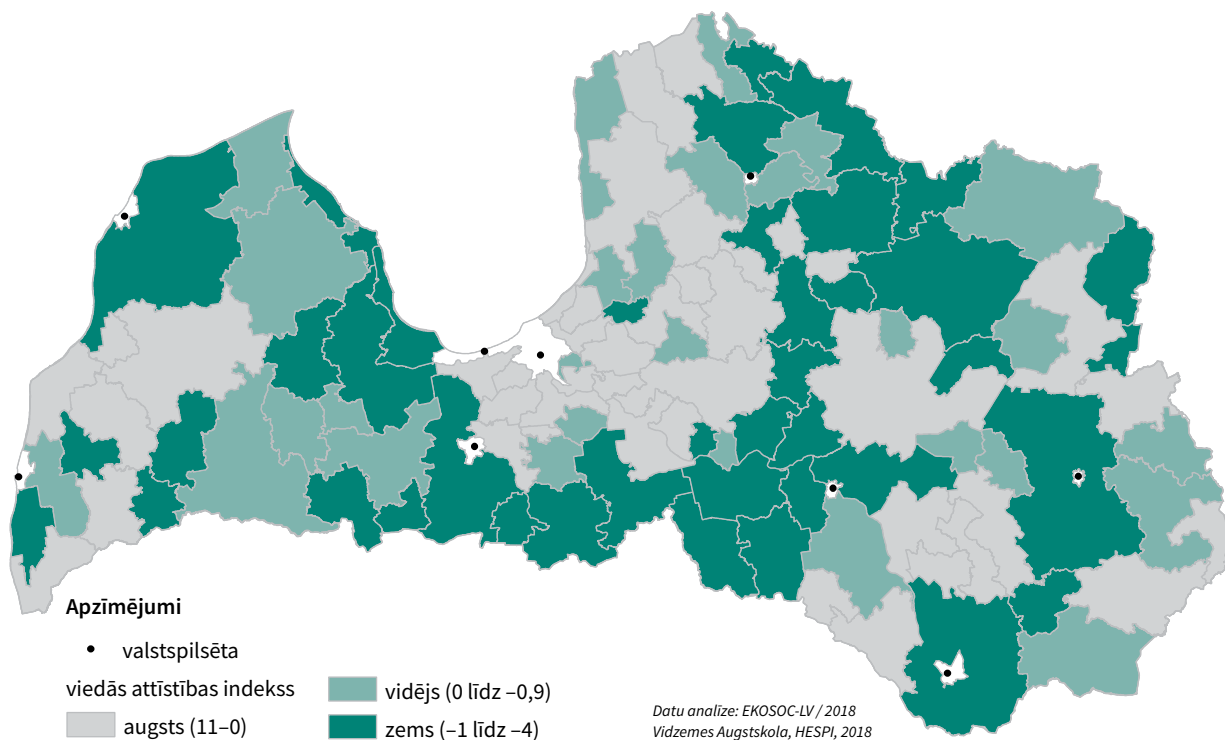 Apzīmējumi
valstspilsēta
viedās attīstības indekss
augsts (11–0)
vidējs (0 līdz –0,9)
zems (–1 līdz –4)
Datu analīze: EKOSOC-LV / 2018
Vidzemes Augstskola, HESPI, 2018